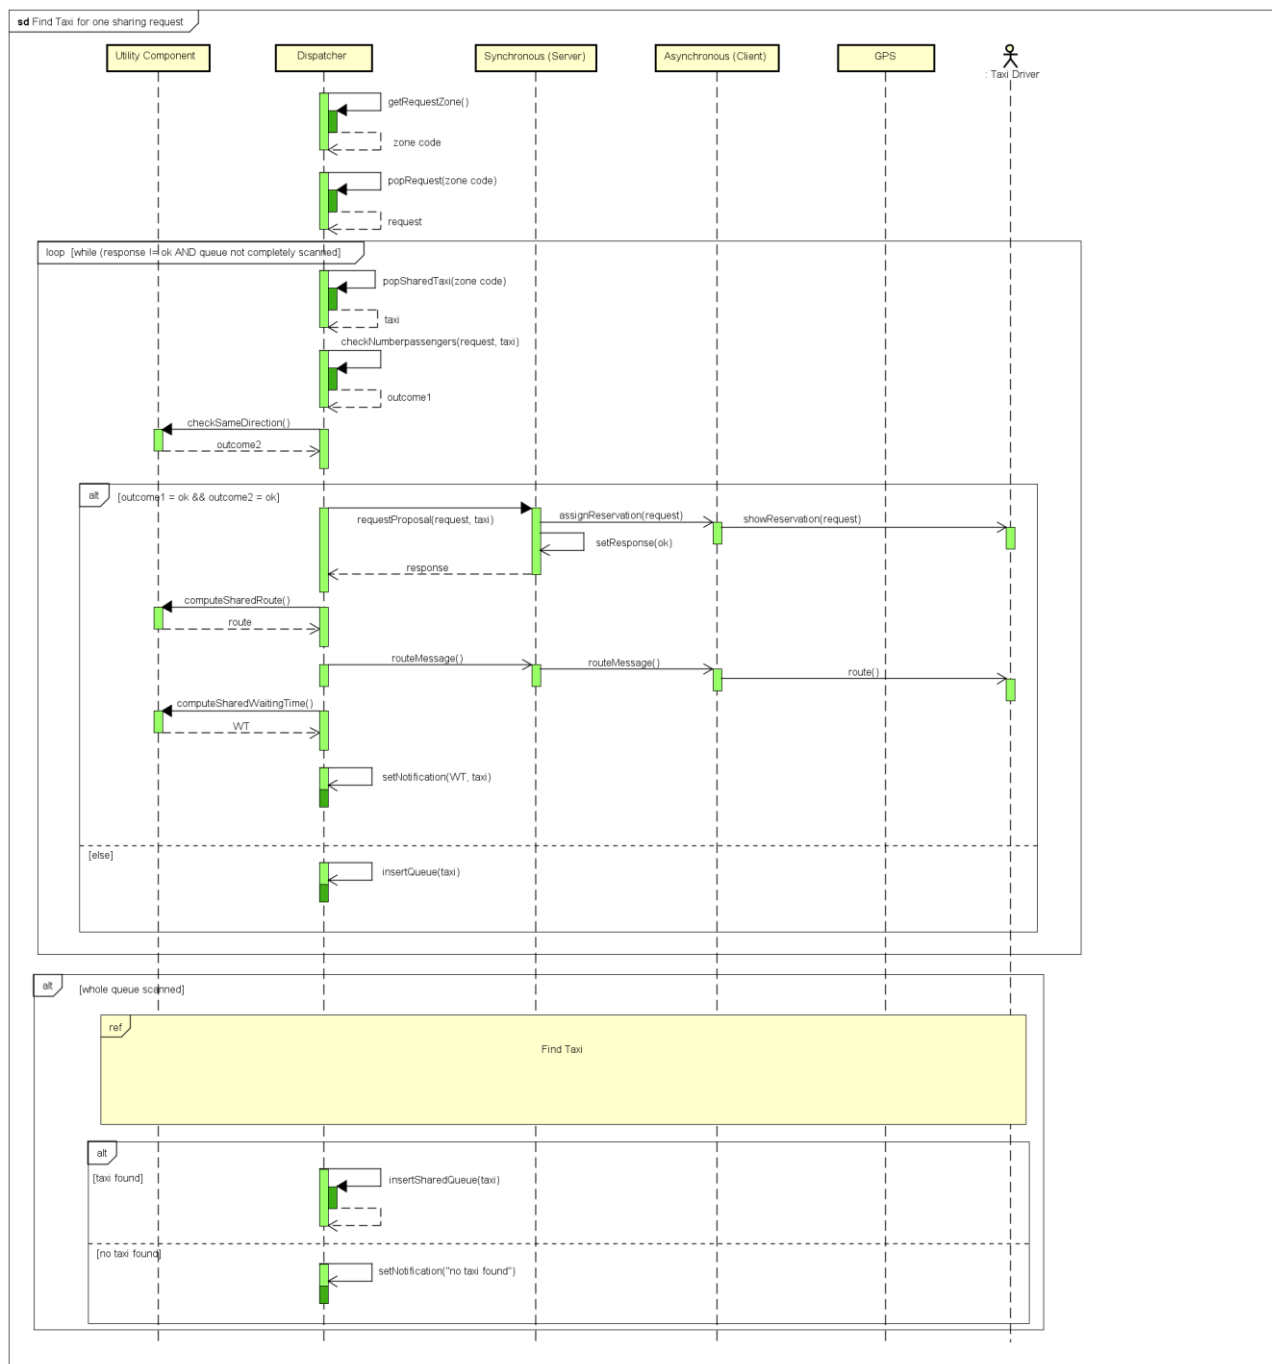 sd Find Taxi for one sharing request
Utility Component
Dispatcher
Synchronous (Server)
Asynchronous (Client)
GPS
: Taxi Driver
getRequestZone()
zone code
popRequest(zone code)
request
loop [while (response != ok AND queue not completely scanned]
popSharedTaxi(zone code)
taxi
checkNumberpassengers(request, taxi)
outcome1
checkSameDirection()
outcome2
alt [outcome1 = ok && outcome2 = ok]
requestProposal(request, taxi)
assignReservation(request)
showReservation(request)
setResponse(ok)
response
computeSharedRoute()
route
routeMessage()
routeMessage()
route()
computeSharedWaitingTime()
WT
setNotification(WT, taxi)
[else]
insertQueue(taxi)
alt [whole queue scanned]
ref
Find Taxi
alt
[taxi found]
insertSharedQueue(taxi)
[no taxi found]
setNotification("no taxi found")